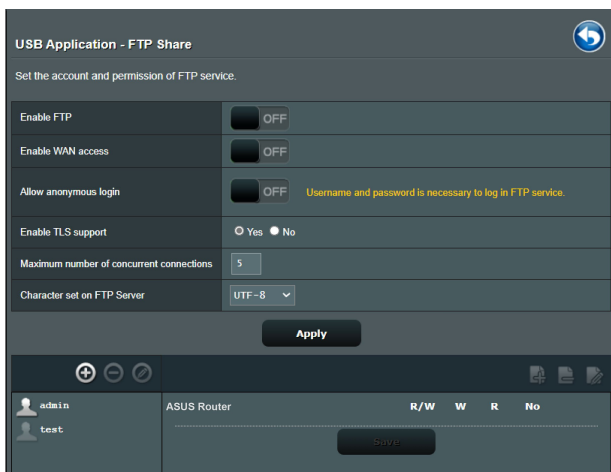 USB Application - FTP Share
Set the account and permission of FTP service.
Enable FTP OFF
Enable WAN access OFF
Allow anonymous login OFF Username and password is necessary to log in FTP service.
Enable TLS support Yes No
Maximum number of concurrent connections 5
Character set on FTP Server UTF-8
Apply
admin ASUS Router R/W W R No
test
Save